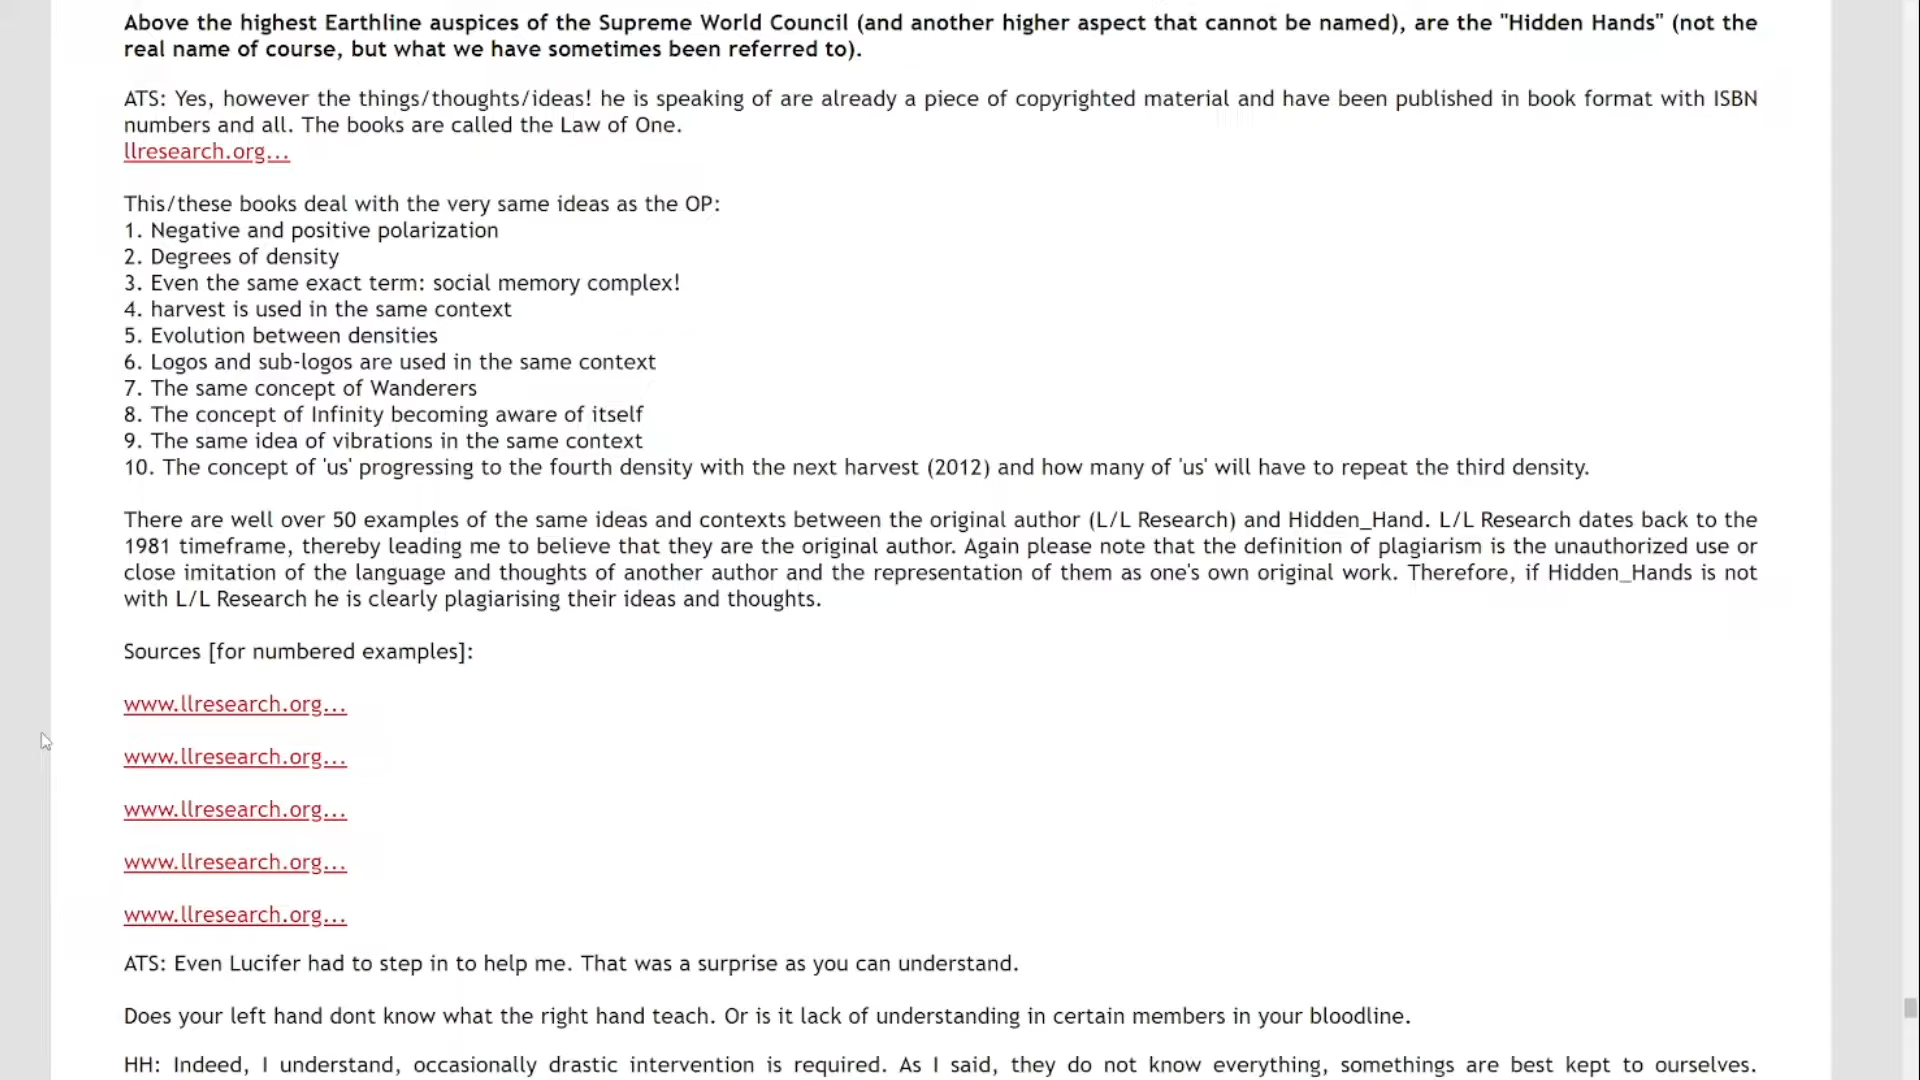 Above the highest Earthline auspices of the Supreme World Council (and another higher aspect that cannot be named), are the "Hidden Hands" (not the
real name of course, but what we have sometimes been referred to).
ATS: Yes, however the things/thoughts/ideas! he is speaking of are already a piece of copyrighted material and have been published in book format with ISBN
numbers and all. The books are called the Law of One.
llresearch.org...
This/these books deal with the very same ideas as the OP:
1. Negative and positive polarization
2. Degrees of density
3. Even the same exact term: social memory complex!
4. harvest is used in the same context
5. Evolution between densities
6. Logos and sub-logos are used in the same context
7. The same concept of Wanderers
8. The concept of Infinity becoming aware of itself
9. The same idea of vibrations in the same context
10. The concept of 'us' progressing to the fourth density with the next harvest (2012) and how many of 'us' will have to repeat the third density.
There are well over 50 examples of the same ideas and contexts between the original author (L/L Research) and Hidden_Hand. L/L Research dates back to the
1981 timeframe, thereby leading me to believe that they are the original author. Again please note that the definition of plagiarism is the unauthorized use or
close imitation of the language and thoughts of another author and the representation of them as one's own original work. Therefore, if Hidden_Hands is not
with L/L Research he is clearly plagiarising their ideas and thoughts.
Sources [for numbered examples]:
www.llresearch.org...
www.llresearch.org...
www.llresearch.org...
www.llresearch.org...
www.llresearch.org...
ATS: Even Lucifer had to step in to help me. That was a surprise as you can understand.
Does your left hand dont know what the right hand teach. Or is it lack of understanding in certain members in your bloodline.
HH: Indeed, I understand, occasionally drastic intervention is required. As I said, they do not know everything, somethings are best kept to ourselves.